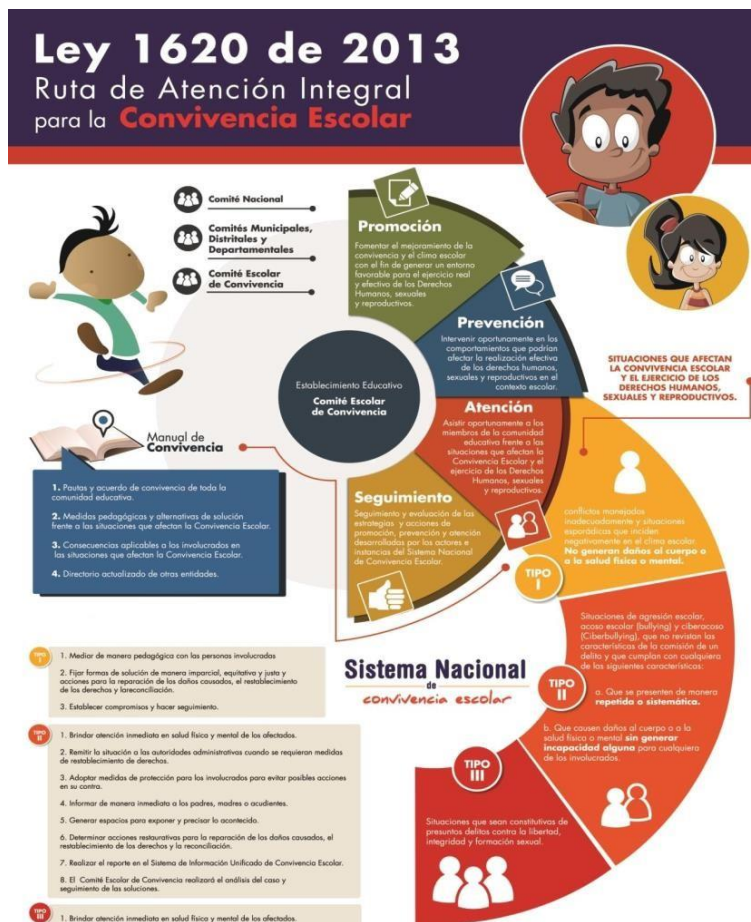 Ley 1620 de 2013
Ruta de Atención Integral
para la Convivencia Escolar
Comité Nacional
Comités Municipales,
Distritales y
Departamentales
Comité Escolar
de Convivencia
Promoción
Fomentar el mejoramiento de la
convivencia y el clima escolar
con el fin de generar un entorno
favorable para el ejercicio real
y efectivo de los Derechos
Humanos, sexuales
y reproductivos.
Prevención
Intervenir oportunamente en los
comportamientos que podrían
afectar la realización efectiva
de los derechos humanos,
sexuales y reproductivos en el
contexto escolar.
Establecimiento Educativo
Comité Escolar
de Convivencia
Atención
Asistir oportunamente a los
miembros de la comunidad
educativa frente a las
situaciones que afectan la
Convivencia Escolar y el
ejercicio de los Derechos
Humanos, sexuales
y reproductivos.
Seguimiento
Seguimiento y evaluación de las
estrategias y acciones de
promoción, prevención y atención
desarrolladas por los actores e
instancias del Sistema Nacional
de Convivencia Escolar.
SITUACIONES QUE AFECTAN
LA CONVIVENCIA ESCOLAR
Y EL EJERCICIO DE LOS
DERECHOS HUMANOS,
SEXUALES Y REPRODUCTIVOS.
Manual de
Convivencia
1. Pautas y acuerdo de convivencia de toda la
comunidad educativa.
2. Medidas pedagógicas y alternativas de solución
frente a las situaciones que afectan la Convivencia Escolar.
3. Consecuencias aplicables a los involucrados en
las situaciones que afectan la Convivencia Escolar.
4. Directorio actualizado de otras entidades.
conflictos manejados
inadecuadamente y situaciones
esporádicas que inciden
negativamente en el clima escolar.
No generan daños al cuerpo o
a la salud física o mental.
TIPO
I
Situaciones de agresión escolar,
acoso escolar (bullying) y ciberacoso
(Ciberbullying), que no revistan las
características de la comisión de un
delito y que cumplan con cualquiera
de las siguientes características:
TIPO
II
a. Que se presenten de manera
repetida o sistemática.
b. Que causen daños al cuerpo o a la
salud física o mental sin generar
incapacidad alguna para cualquiera
de los involucrados.
TIPO
III
Situaciones que sean constitutivas de
presuntos delitos contra la libertad,
integridad y formación sexual.
Sistema Nacional
de
convivencia escolar
TIPO
I
1. Mediar de manera pedagógica con las personas involucradas
2. Fijar formas de solución de manera imparcial, equitativa y justa y
acciones para la reparación de los daños causados, el restablecimiento
de los derechos y lareconciliación.
3. Establecer compromisos y hacer seguimiento.
TIPO
II
1. Brindar atención inmediata en salud física y mental de los afectados.
2. Remitir la situación a las autoridades administrativas cuando se requieren medidas
de restablecimiento de derechos.
3. Adoptar medidas de protección para los involucrados para evitar posibles acciones
en su contra.
4. Informar de manera inmediata a los padres, madres o acudientes.
5. Generar espacios para exponer y precisar lo acontecido.
6. Determinar acciones restaurativas para la reparación de los daños causados, el
restablecimiento de los derechos y la reconciliación.
7. Realizar el reporte en el Sistema de Información Unificado de Convivencia Escolar.
8. El Comité Escolar de Convivencia realizará el análisis del caso y
seguimiento de las soluciones.
TIPO
III
1. Brindar atención inmediata en salud física y mental de los afectados.